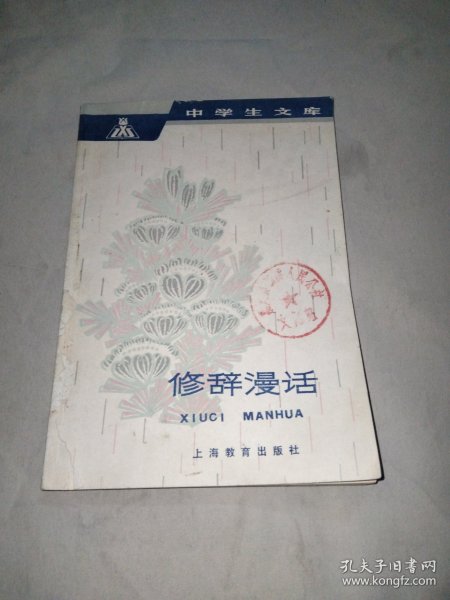 中学生文库
修辞漫话
XIUCI MANHUA
上海教育出版社
孔夫子旧书网
www.kongfz.com